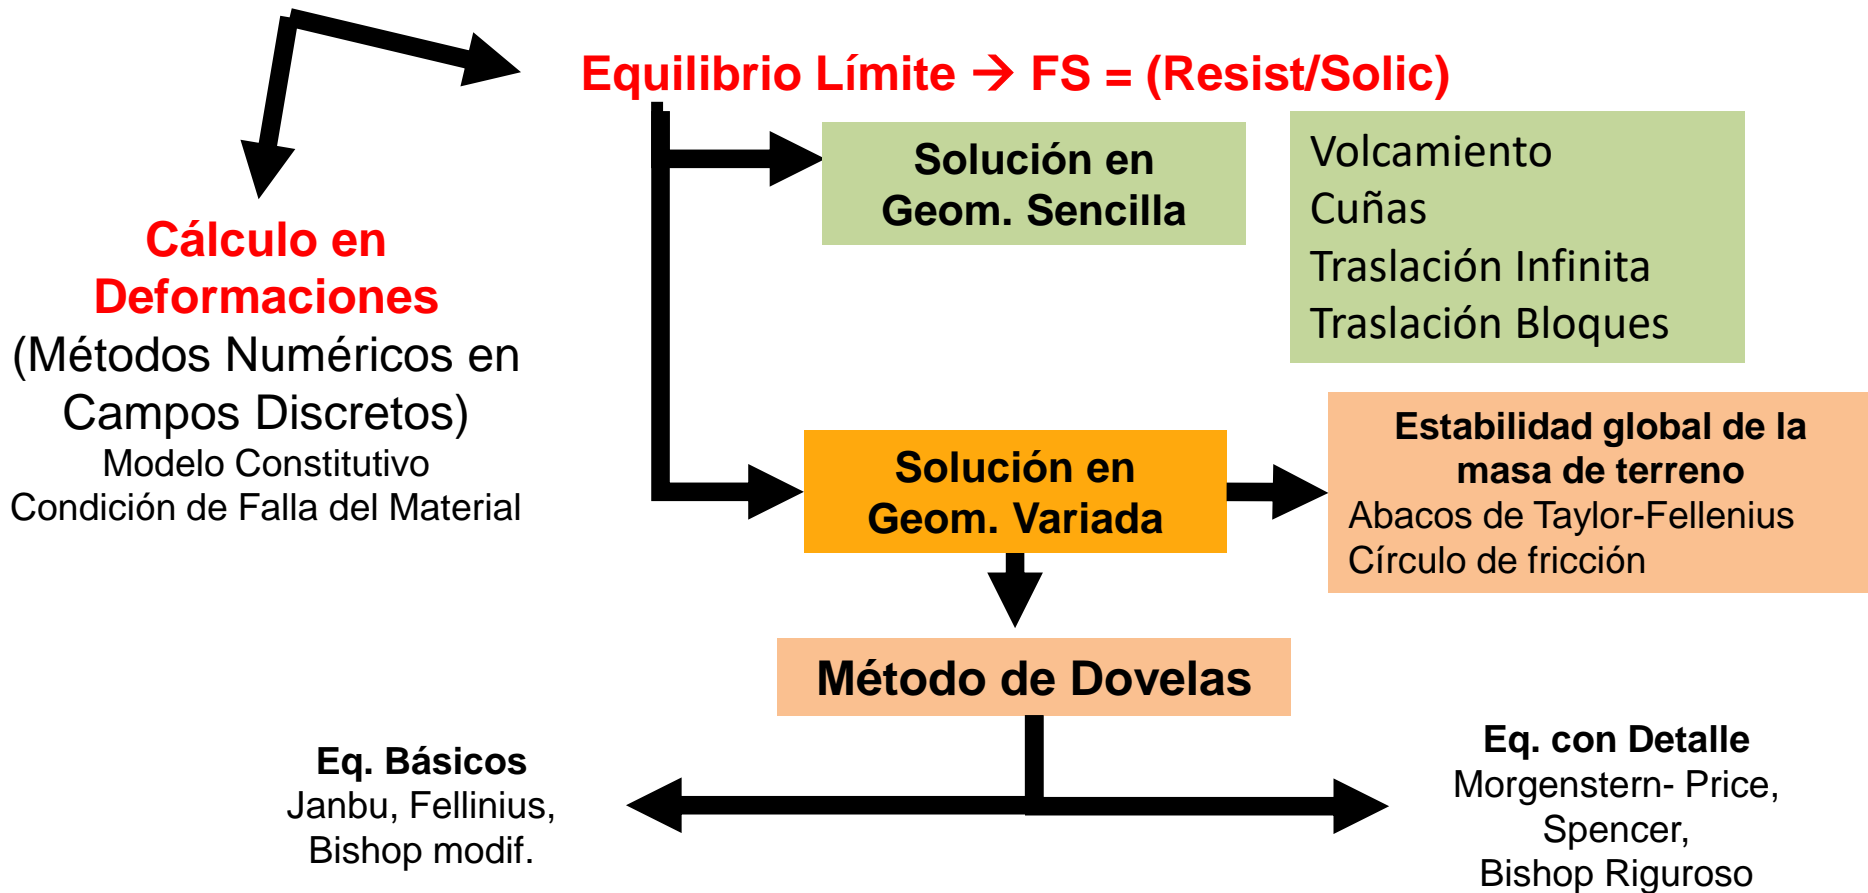 Equilibrio Límite → FS = (Resist/Solic)
Solución en
Geom. Sencilla
Volcamiento
Cuñas
Traslación Infinita
Traslación Bloques
Cálculo en
Deformaciones
(Métodos Numéricos en
Campos Discretos)
Modelo Constitutivo
Condición de Falla del Material
Solución en
Geom. Variada
Estabilidad global de la
masa de terreno
Abacos de Taylor-Fellenius
Círculo de fricción
Método de Dovelas
Eq. Básicos
Janbu, Fellinius,
Bishop modif.
Eq. con Detalle
Morgenstern- Price,
Spencer,
Bishop Riguroso